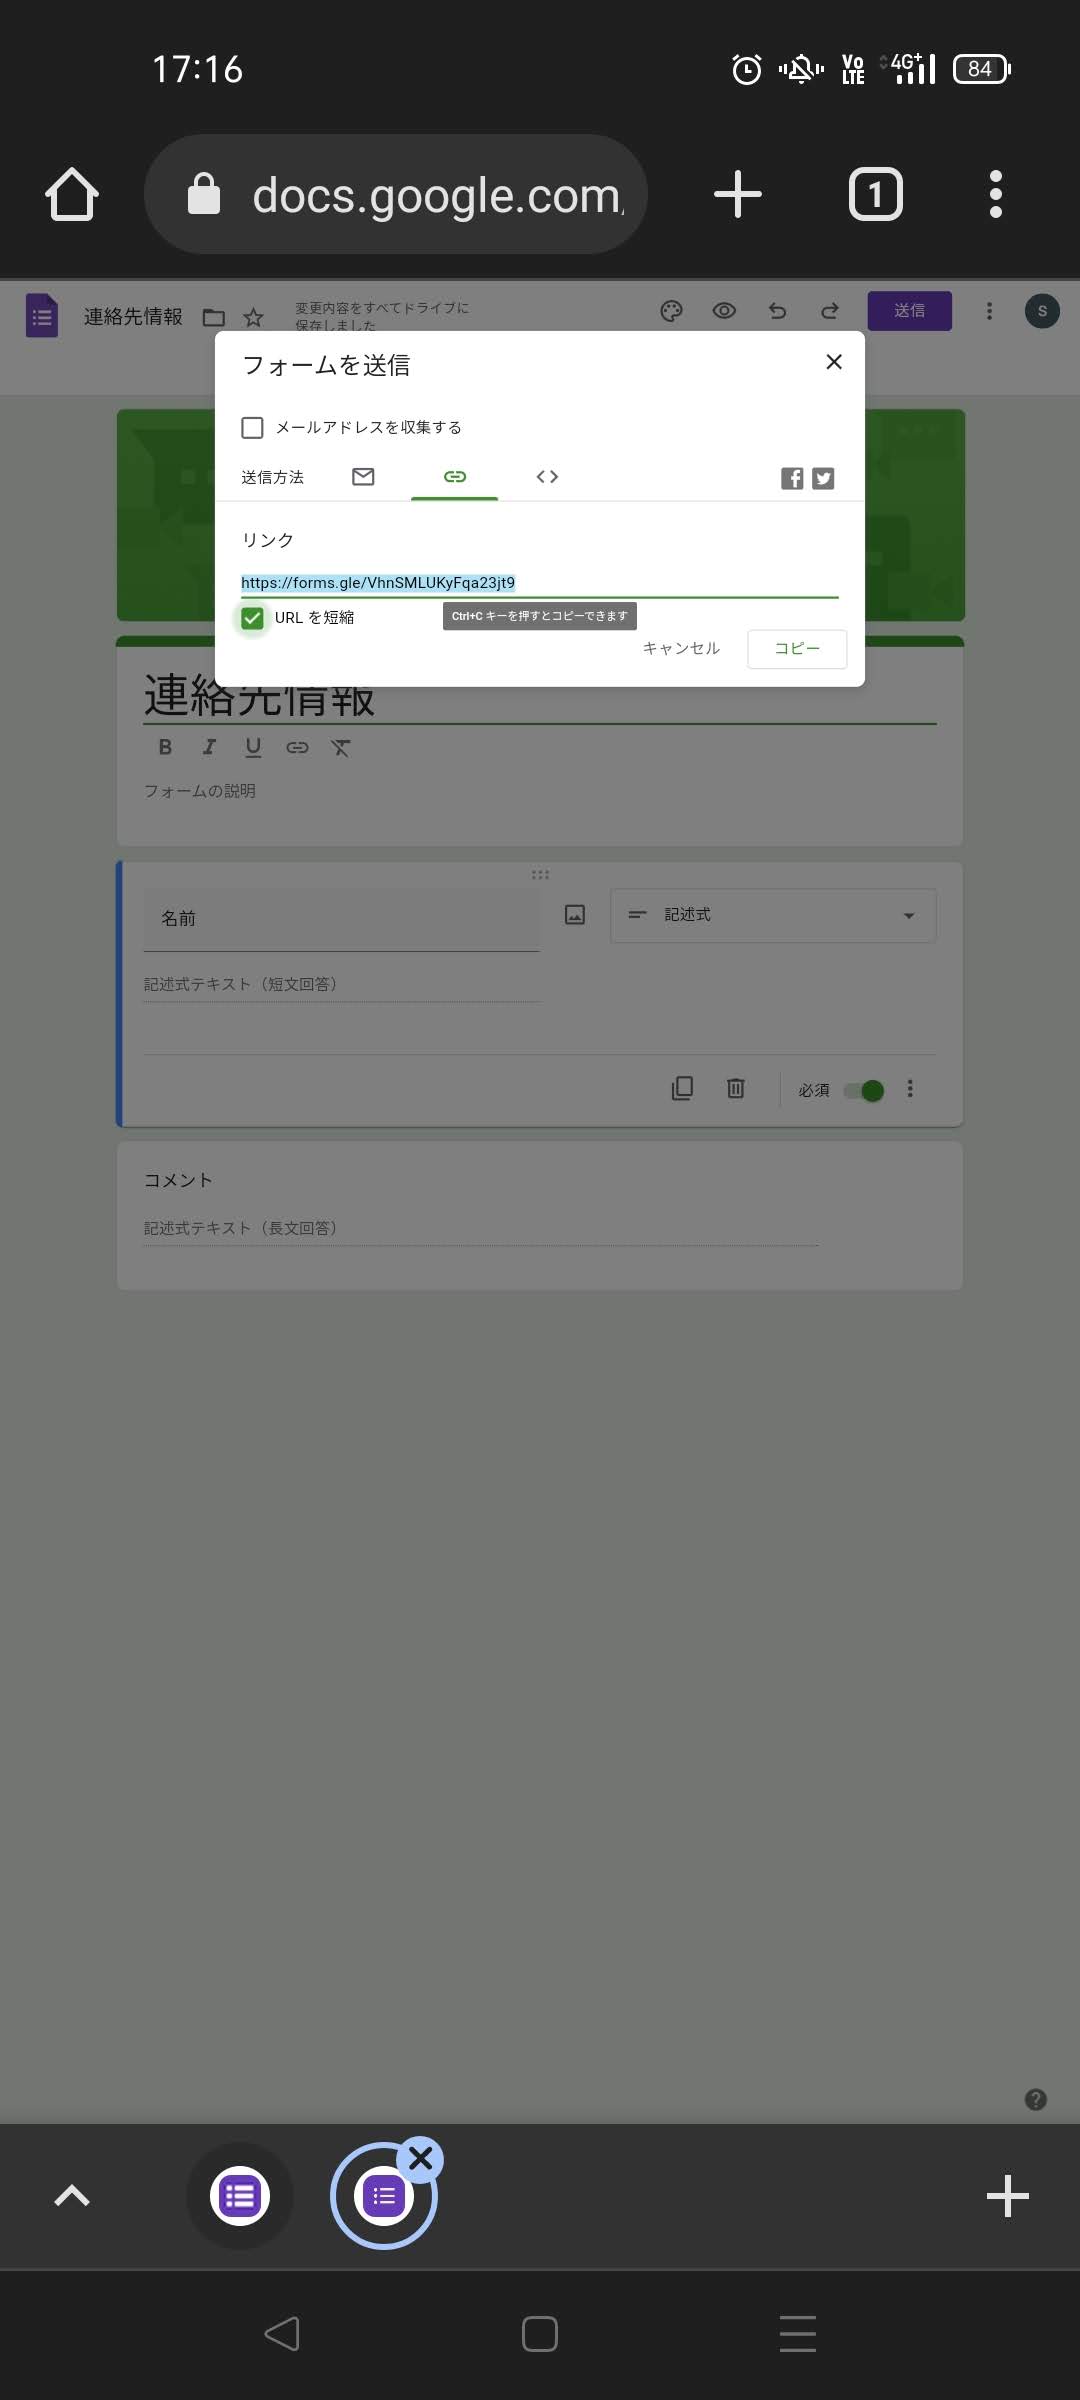 17:16
Vo
LTE
4G+
84
docs.google.com/
1
連絡先情報
変更内容をすべてドライブに
保存しました
送信
S
フォームを送信
メールアドレスを収集する
送信方法
リンク
https://forms.gle/VhnSMLUKyFqa23jt9
URL を短縮
Ctrl+C キーを押すとコピーできます
キャンセル
コピー
連絡先情報
B I U
フォームの説明
名前
記述式
記述式テキスト（短文回答）
必須
コメント
記述式テキスト（長文回答）